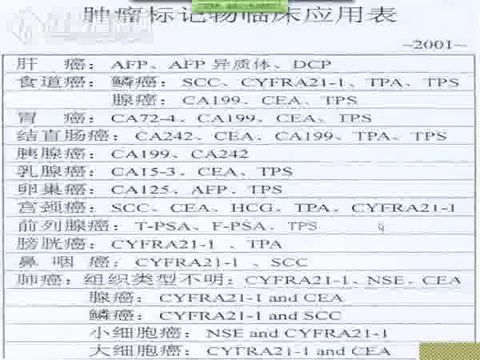 肿瘤标记物临床应用表
–2001–
肝 癌：AFP、AFP 异质体、DCP
食道癌：鳞癌：SCC、CYFRA21-1、TPA、TPS
腺癌：CA199、CEA、TPS
胃 癌：CA72-4、CA199、CEA、TPS
结直肠癌：CA242、CEA、CA199、TPA、TPS
胰腺癌：CA199、CA242
乳腺癌：CA15-3、CEA、TPS
卵巢癌：CA125、AFP、TPS
宫颈癌：SCC、CEA、HCG、TPA、CYFRA21-1
前列腺癌：T-PSA、F-PSA、TPS
膀胱癌：CYFRA21-1 、TPA
鼻 咽 癌：CYFRA21-1 、SCC
肺癌：组织类型不明：CYFRA21-1、NSE、CEA
腺癌：CYFRA21-1 and CEA
鳞癌：CYFRA21-1 and SCC
小细胞癌：NSE and CYFRA21-1
大细胞癌：CYTRA21-1 and CEA